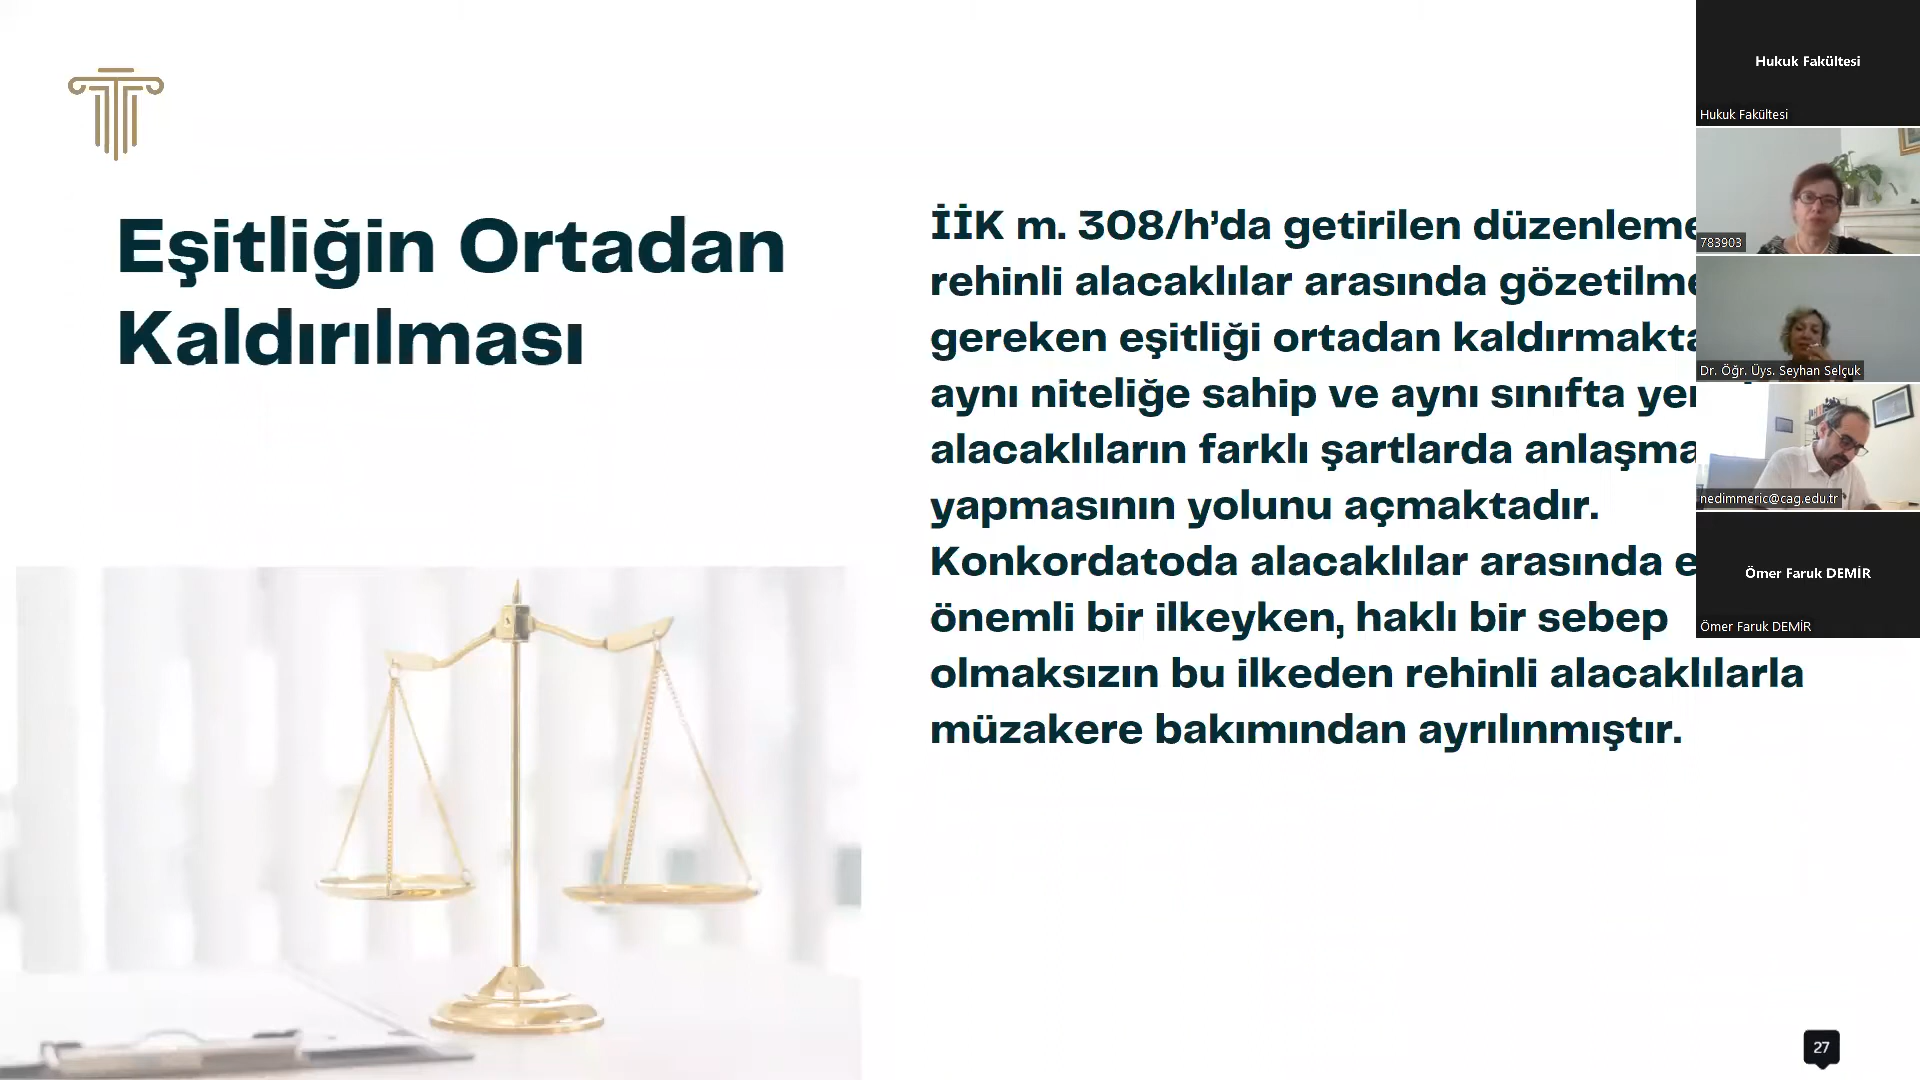 Eşitliğin Ortadan
Kaldırılması
İİK m. 308/h’da getirilen düzenleme
rehinli alacaklılar arasında
gereken eşitliği ortadan
aynı niteliğe sahip ve aynı sınıfta
alacaklıların farklı şartlarda anlaşma
yapmasının yolunu açmaktadır.
Konkordatoda alacaklılar arasında
önemli bir ilkeyken, haklı bir sebep
olmaksızın bu ilkeden rehinli alacaklılarla
müzakere bakımından ayrılınmıştır.
27
Hukuk Fakültesi
Hukuk Fakültesi
783903
Dr. Öğr. Üys. Seyhan Selçuk
nedimmeric@cag.edu.tr
Ömer Faruk DEMİR
Ömer Faruk DEMİR